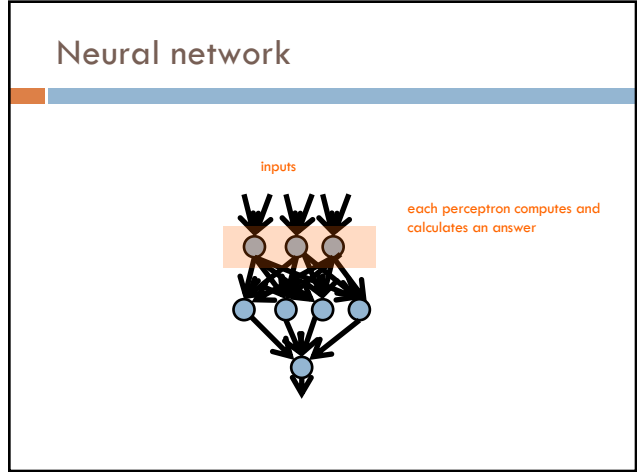 Neural network
inputs
each perceptron computes and
calculates an answer